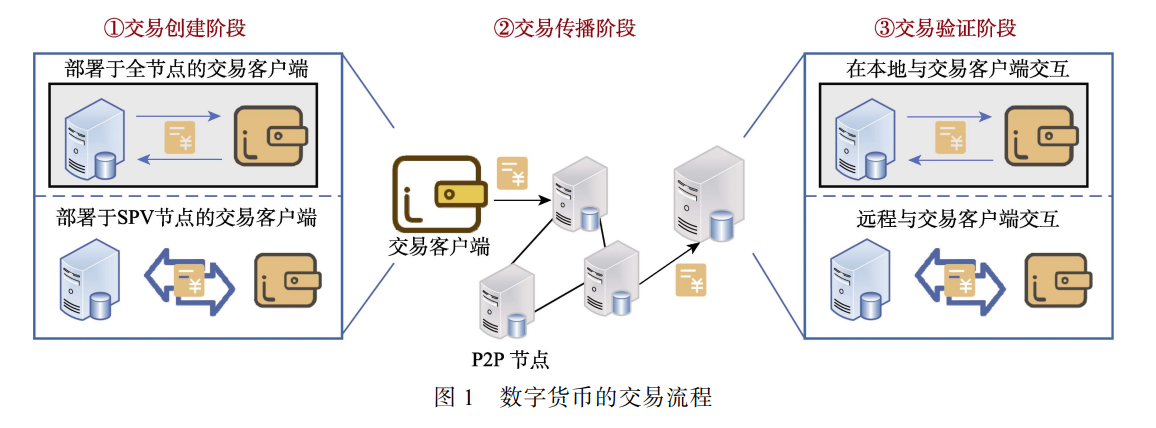 ①交易创建阶段
②交易传播阶段
③交易验证阶段
部署于全节点的交易客户端
¥
部署于SPV节点的交易客户端
¥
¥
交易客户端
¥
P2P 节点
在本地与交易客户端交互
¥
远程与交易客户端交互
¥
图 1 数字货币的交易流程